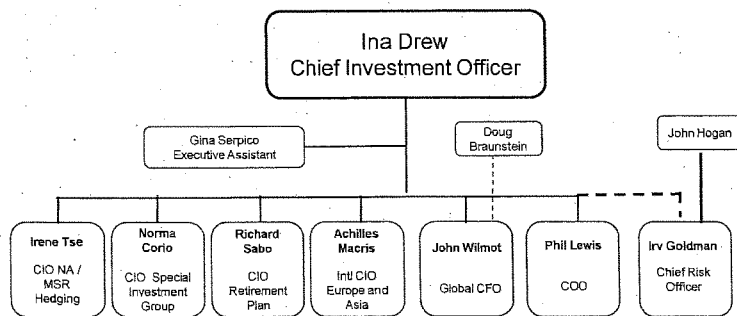 Ina Drew
Chief Investment Officer
Gina Serpico
Executive Assistant
Doug
Braunstein
John Hogan
Irene Tse
CIO NA /
MSR
Hedging
Norma
Corio
CIO Special
Investment
Group
Richard
Sabo
CIO
Retirement
Plan
Achilles
Macris
Intl CIO
Europe and
Asia
John Wilmot
Global CFO
Phil Lewis
COO
Irv Goldman
Chief Risk
Officer